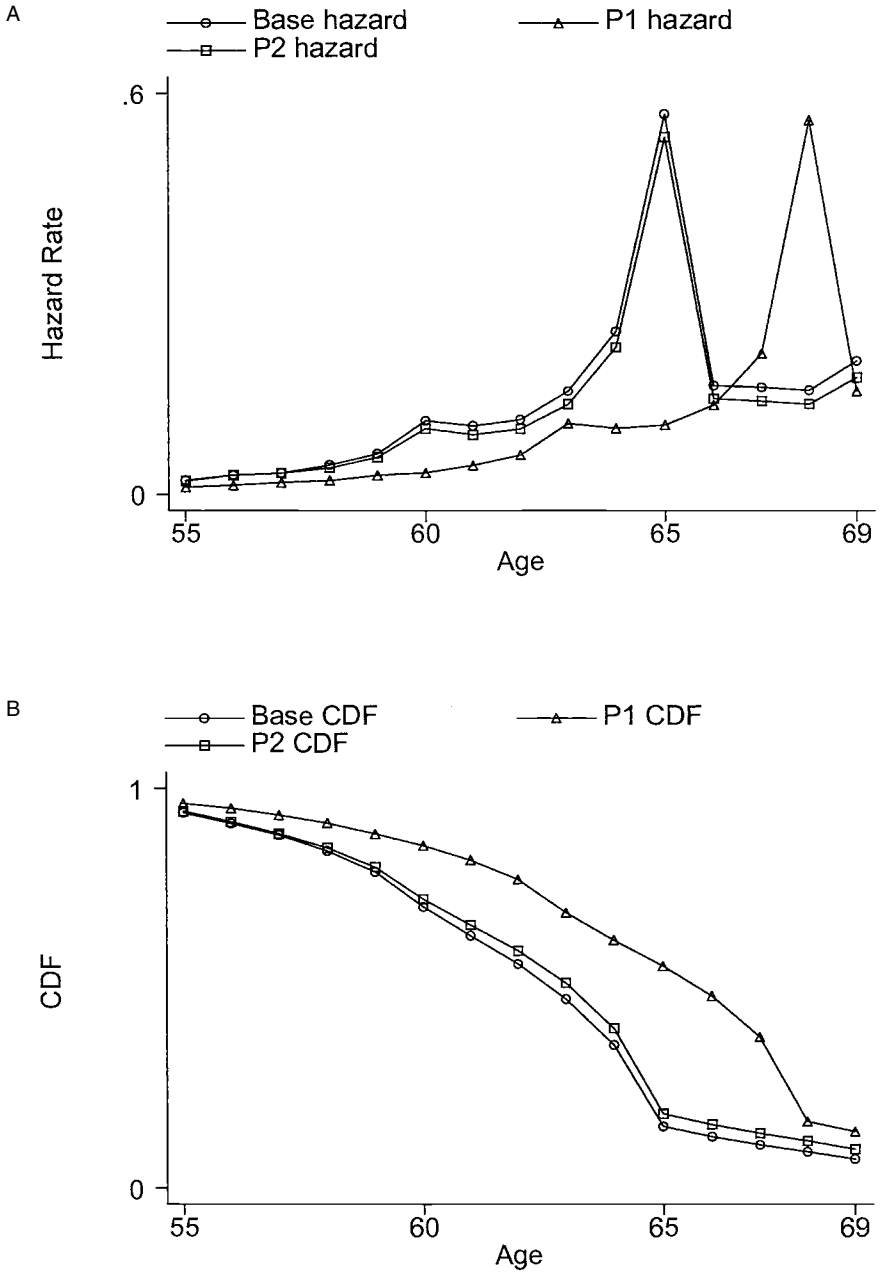 A
Base hazard
P1 hazard
P2 hazard
.6
Hazard Rate
0
55
60
65
69
Age
B
Base CDF
P1 CDF
P2 CDF
1
CDF
0
55
60
65
69
Age